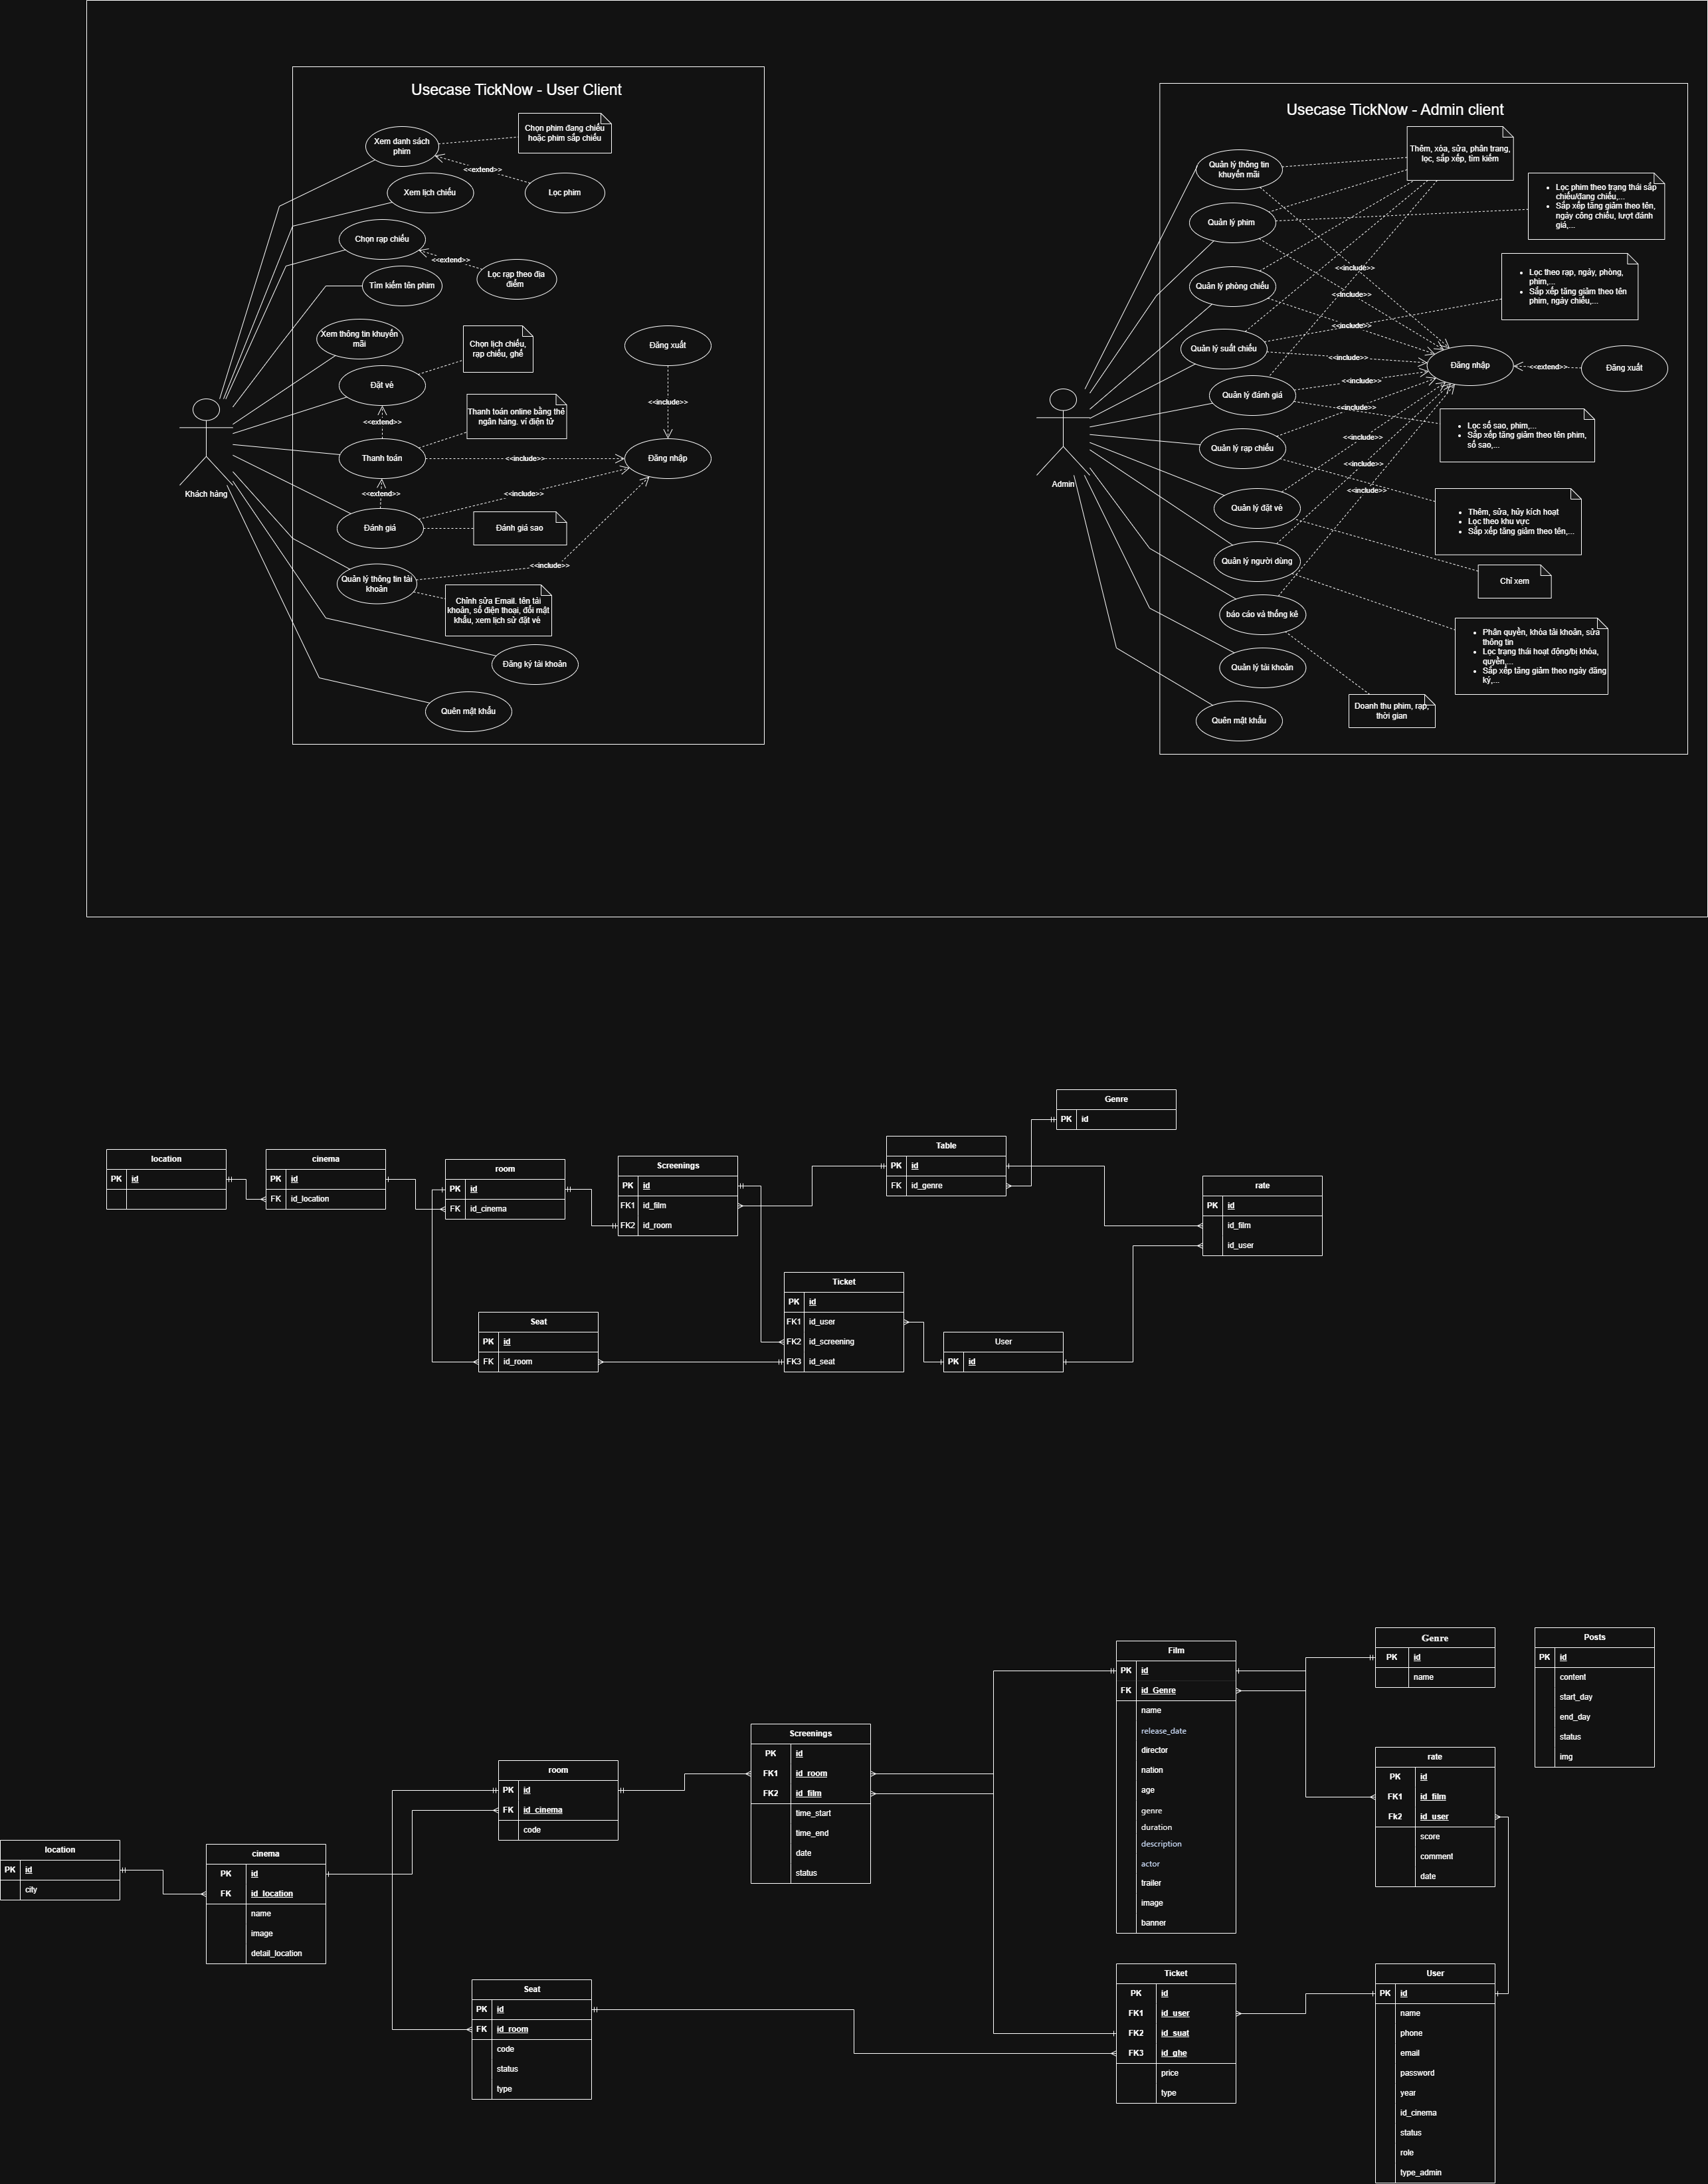 Usecase TickNow - User Client
Xem danh sách
phim
Chọn phim đang chiếu
hoặc phim sắp chiếu
<<extend>>
Lọc phim
Xem lịch chiếu
Chọn rạp chiếu
<<extend>>
Lọc rạp theo địa
điểm
Tìm kiếm tên phim
Xem thông tin khuyến
mãi
Chọn lịch chiếu,
rạp chiếu, ghế
Đăng xuất
Đặt vé
<<extend>>
Thanh toán online bằng thẻ
ngân hàng. ví điện tử
<<include>>
Thanh toán
<<include>>
Đăng nhập
<<extend>>
<<include>>
Khách hàng
Đánh giá
Đánh giá sao
<<include>>
Quản lý thông tin tài
khoản
Chỉnh sửa Email. tên tài
khoản, số điện thoại, đổi mật
khẩu, xem lịch sử đặt vé
Đăng ký tài khoản
Quên mật khẩu
Usecase TickNow - Admin client
Quản lý thông tin
khuyến mãi
Thêm, xóa, sửa, phân trang,
lọc, sắp xếp, tìm kiếm
Quản lý phim
Lọc phim theo trạng thái sắp
chiếu/đang chiếu,...
Sắp xếp tăng giảm theo tên,
ngày công chiếu, lượt đánh
giá,...
<<include>>
Quản lý phòng chiếu
<<include>>
Lọc theo rạp, ngày, phòng,
phim,...
Sắp xếp tăng giảm theo tên
phim, ngày chiếu,...
<<include>>
Quản lý suất chiếu
<<include>>
Đăng nhập
<<extend>>
Đăng xuất
<<include>>
Quản lý đánh giá
<<include>>
Lọc số sao, phim,...
Sắp xếp tăng giảm theo tên phim,
số sao,...
<<include>>
Quản lý rạp chiếu
<<include>>
Admin
<<include>>
Thêm, sửa, hủy kích hoạt
Lọc theo khu vực
Sắp xếp tăng giảm theo tên,...
Quản lý đặt vé
Chỉ xem
Quản lý người dùng
báo cáo và thống kê
Phân quyền, khóa tài khoản, sửa
thông tin
Lọc trạng thái hoạt động/bị khóa,
quyền,...
Sắp xếp tăng giảm theo ngày đăng
ký,...
Quản lý tài khoản
Doanh thu phim, rạp,
thời gian
Quên mật khẩu
location
PK id
cinema
PK id
FK id_location
room
PK id
FK id_cinema
Screenings
PK id
FK1 id_film
FK2 id_room
Table
PK id
FK id_genre
Genre
PK id
rate
PK id
id_film
id_user
Seat
PK id
FK id_room
Ticket
PK id
FK1 id_user
FK2 id_screening
FK3 id_seat
User
PK id
location
PK id
city
cinema
PK id
FK id_location
name
image
detail_location
room
PK id
FK id_cinema
code
Seat
PK id
FK id_room
code
status
type
Screenings
PK id
FK1 id_room
FK2 id_film
time_start
time_end
date
status
Film
PK id
FK id_Genre
name
release_date
director
nation
age
genre
duration
description
actor
trailer
image
banner
Ticket
PK id
FK1 id_user
FK2 id_suat
FK3 id_ghe
price
type
Genre
PK id
name
rate
PK id
FK1 id_film
Fk2 id_user
score
comment
date
User
PK id
name
phone
email
password
year
id_cinema
status
role
type_admin
Posts
PK id
content
start_day
end_day
status
img